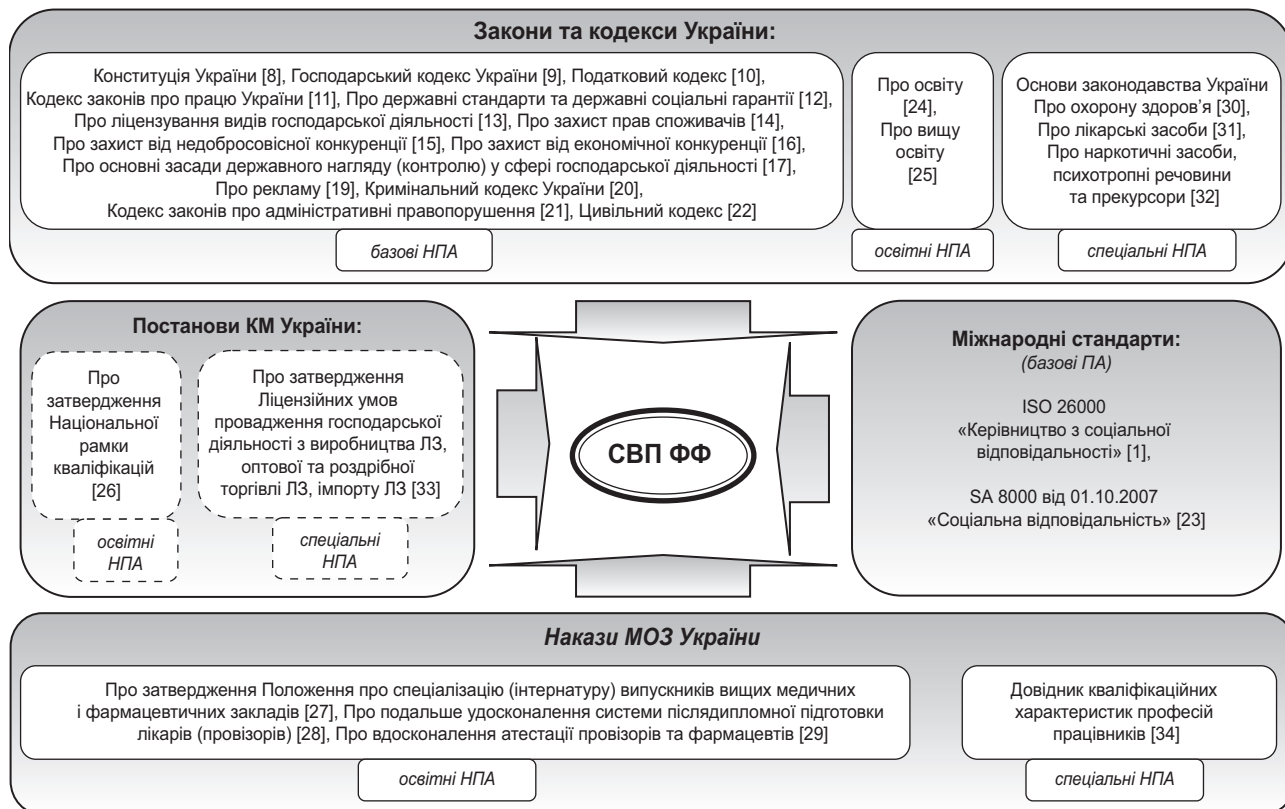 Закони та кодекси України:
Конституція України [8], Господарський кодекс України [9], Податковий кодекс [10],
Кодекс законів про працю України [11], Про державні стандарти та державні соціальні гарантії [12],
Про ліцензування видів господарської діяльності [13], Про захист прав споживачів [14],
Про захист від недобросовісної конкуренції [15], Про захист від економічної конкуренції [16],
Про основні засади державного нагляду (контролю) у сфері господарської діяльності [17],
Про рекламу [19], Кримінальний кодекс України [20],
Кодекс законів про адміністративні правопорушення [21], Цивільний кодекс [22]
базові НПА
Про освіту
[24],
Про вищу
освіту
[25]
освітні НПА
Основи законодавства України
Про охорону здоров’я [30],
Про лікарські засоби [31],
Про наркотичні засоби,
психотропні речовини
та прекурсори [32]
спеціальні НПА
Постанови КМ України:
Про
затвердження
Національної
рамки
кваліфікацій
[26]
освітні
НПА
Про затвердження
Ліцензійних умов
провадження господарської
діяльності з виробництва ЛЗ,
оптової та роздрібної
торгівлі ЛЗ, імпорту ЛЗ [33]
спеціальні
НПА
СВП ФФ
Міжнародні стандарти:
(базові ПА)
ISO 26000
«Керівництво з соціальної
відповідальності» [1],
SA 8000 від 01.10.2007
«Соціальна відповідальність» [23]
Накази МОЗ України
Про затвердження Положення про спеціалізацію (інтернатуру) випускників вищих медичних
і фармацевтичних закладів [27], Про подальше удосконалення системи післядипломної підготовки
лікарів (провізорів) [28], Про вдосконалення атестації провізорів та фармацевтів [29]
освітні НПА
Довідник кваліфікаційних
характеристик професій
працівників [34]
спеціальні НПА